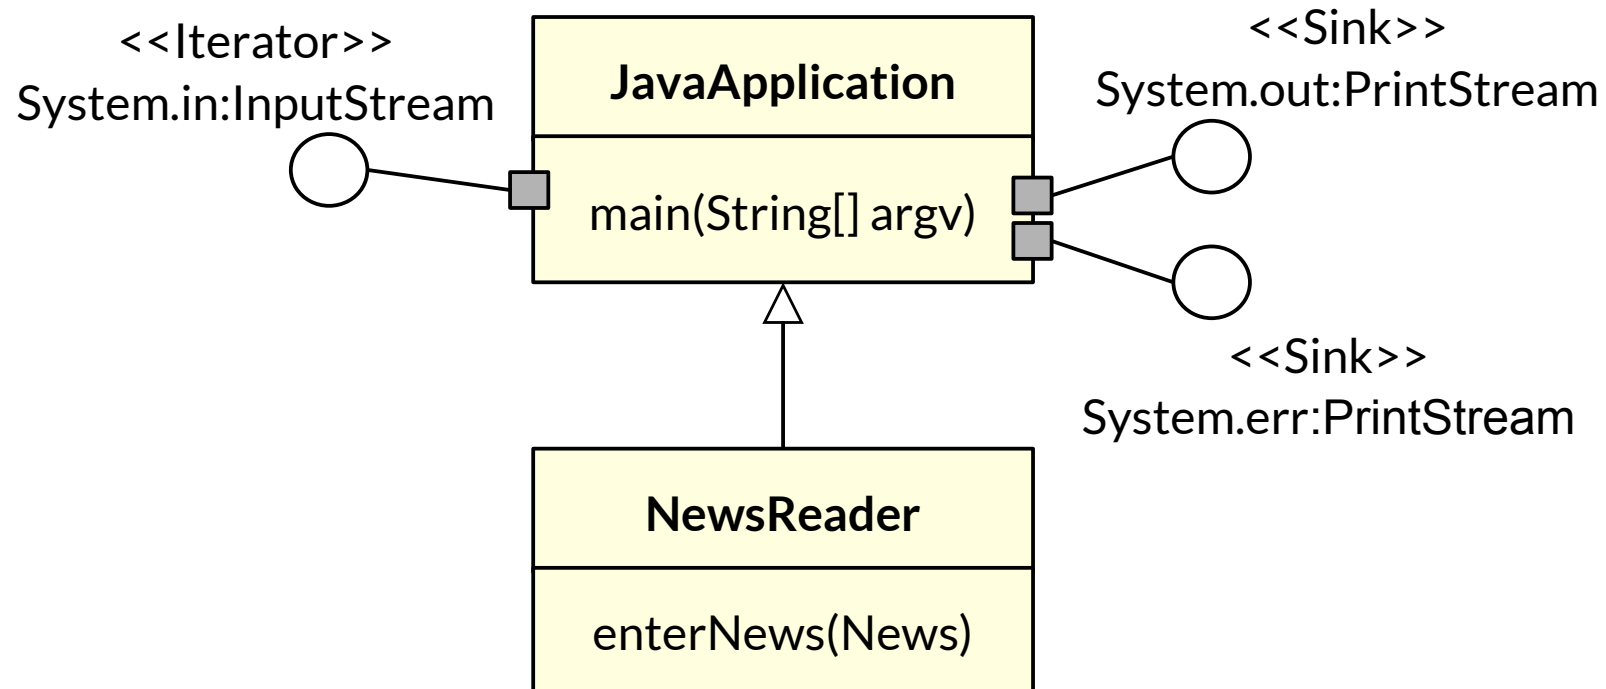 <<Iterator>>
System.in:InputStream
JavaApplication
main(String[] argv)
<<Sink>>
System.out:PrintStream
<<Sink>>
System.err:PrintStream
NewsReader
enterNews(News)